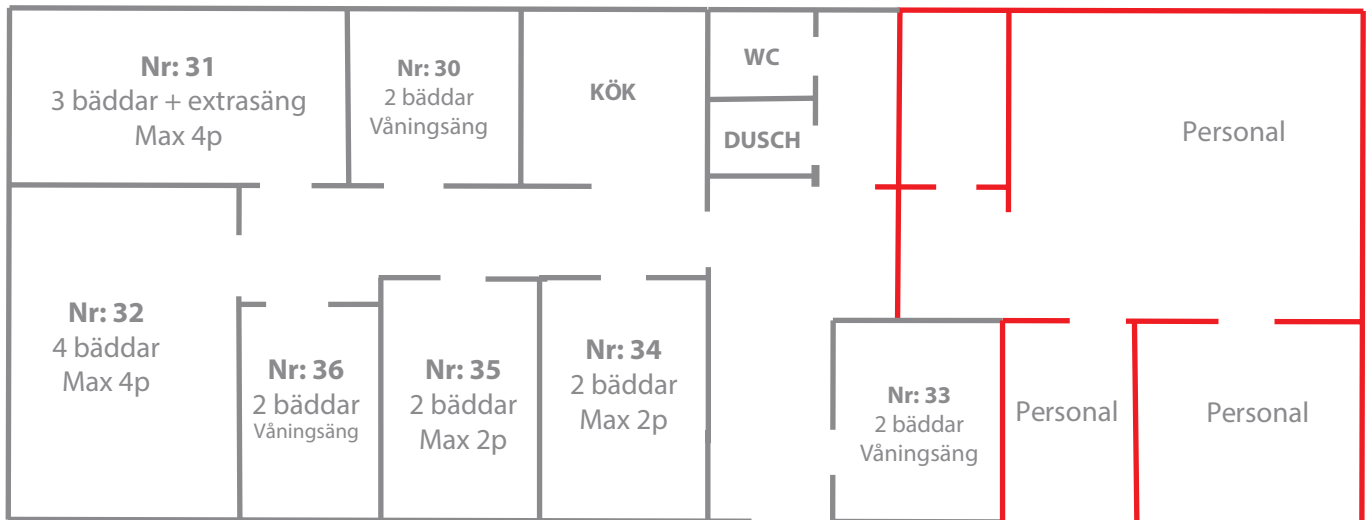 Nr: 31
3 bäddar + extrasäng
Max 4p
Nr: 30
2 bäddar
Våningsäng
KÖK
WC
DUSCH
Personal
Nr: 32
4 bäddar
Max 4p
Nr: 36
2 bäddar
Våningsäng
Nr: 35
2 bäddar
Max 2p
Nr: 34
2 bäddar
Max 2p
Nr: 33
2 bäddar
Våningsäng
Personal
Personal